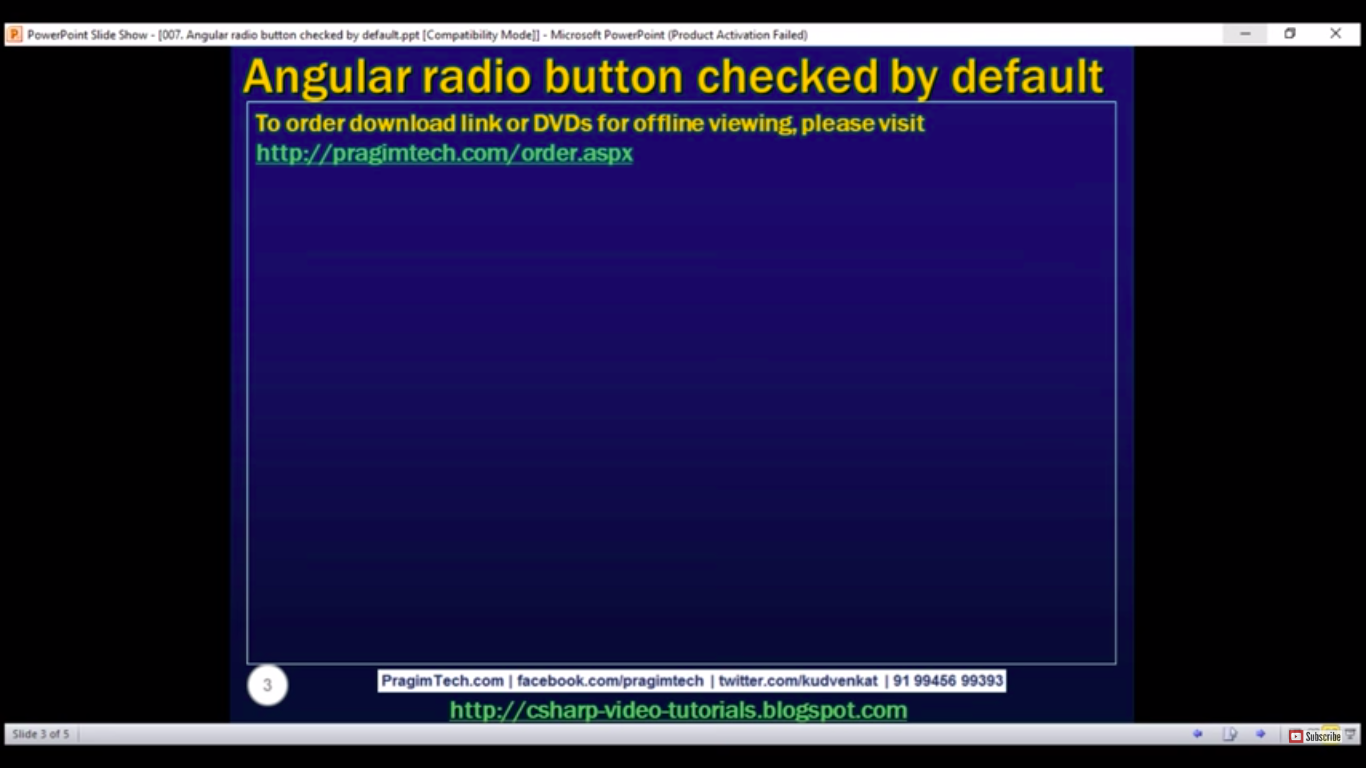 PowerPoint Slide Show - [007. Angular radio button checked by default.ppt [Compatibility Mode]] - Microsoft PowerPoint (Product Activation Failed)
Angular radio button checked by default
To order download link or DVDs for offline viewing, please visit
http://pragimtech.com/order.aspx
3
PragimTech.com | facebook.com/pragimtech | twitter.com/kudvenkat | 91 99456 99393
http://csharp-video-tutorials.blogspot.com
Slide 3 of 5
Subscribe